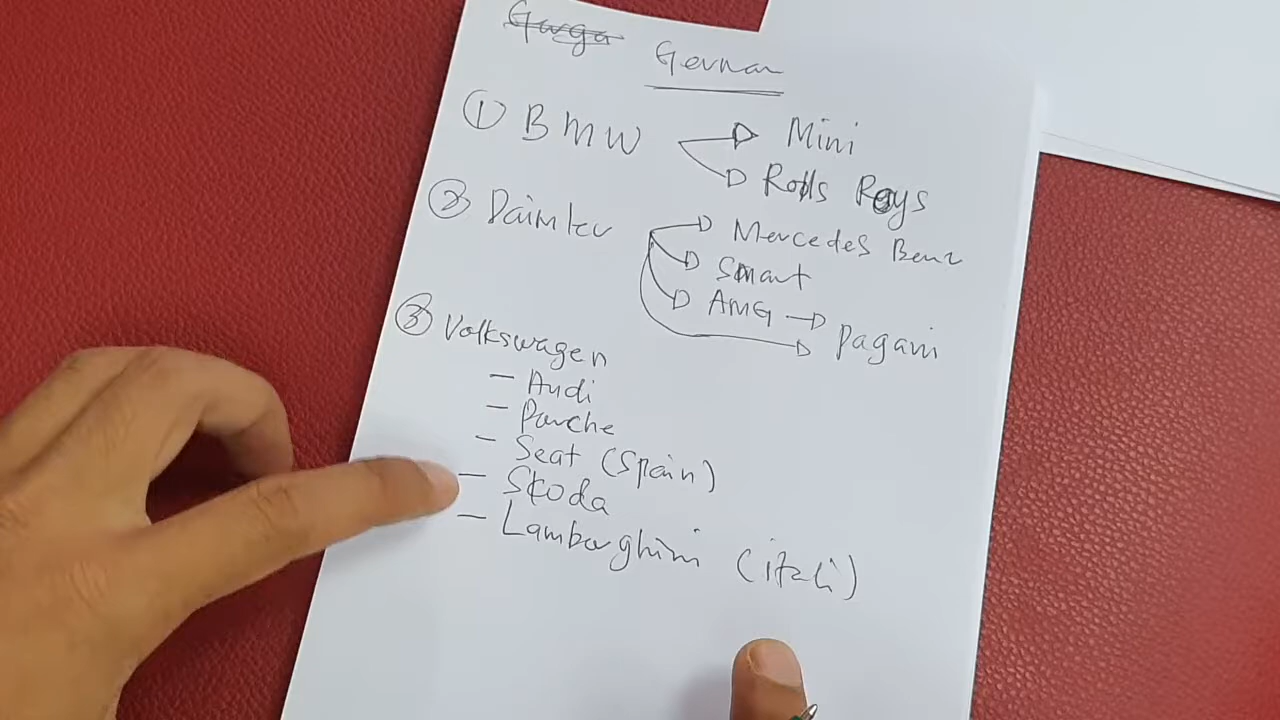 German
① BMW → Mini
→ Rolls Roys
② Daimler → Mercedes Benz
→ Smart
→ AMG → Pagani
③ Volkswagen
- Audi
- Porche
- Seat (Spain)
- Skoda
- Lamborghini (itali)